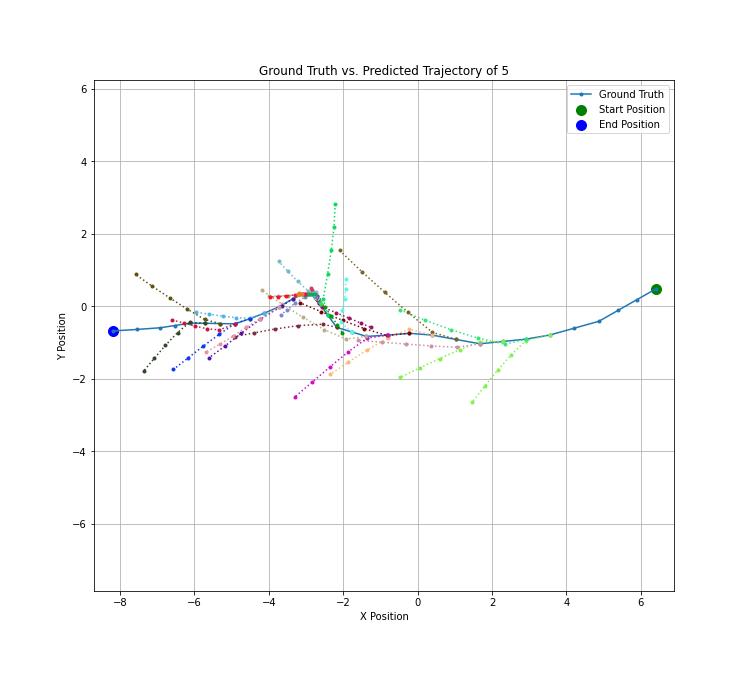 Ground Truth vs. Predicted Trajectory of 5
Ground Truth
Start Position
End Position
6
4
2
0
−2
−4
−6
Y Position
−8 −6 −4 −2 0 2 4 6
X Position